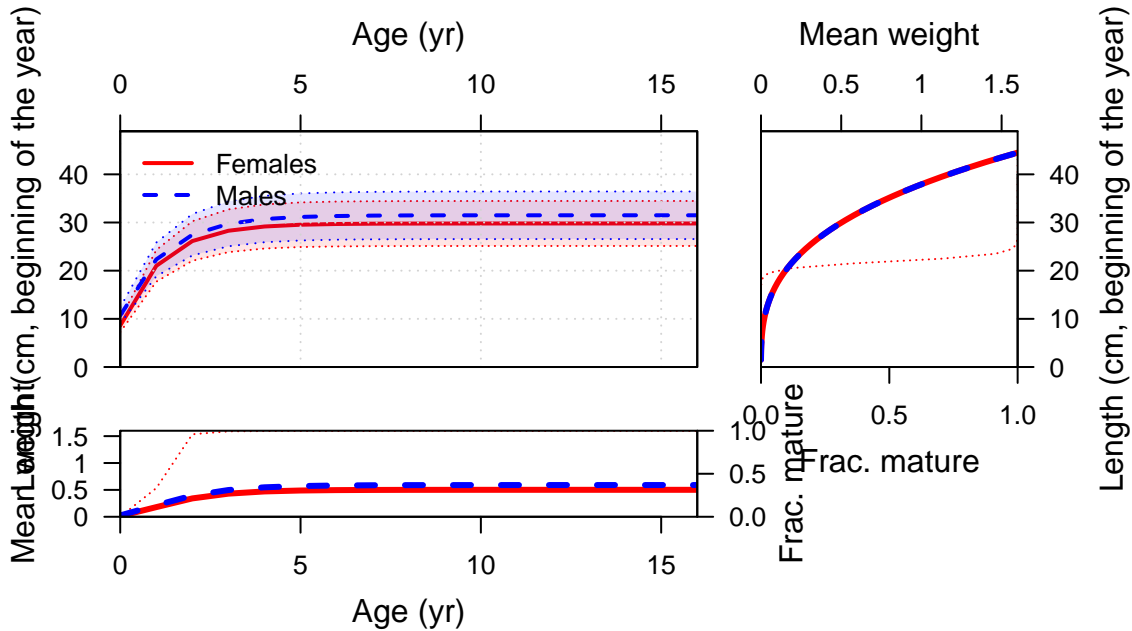 Age (yr)
Mean weight
0 5 10 15
0 0.5 1 1.5
Length (cm, beginning of the year)
40
30
20
10
0
Females
Males
40
30
20
10
0
Length (cm, beginning of the year)
0.0 0.5 1.0
Frac. mature
Mean weight
1.5
1
0.5
0
1.0
0.5
0.0
Frac. mature
0 5 10 15
Age (yr)